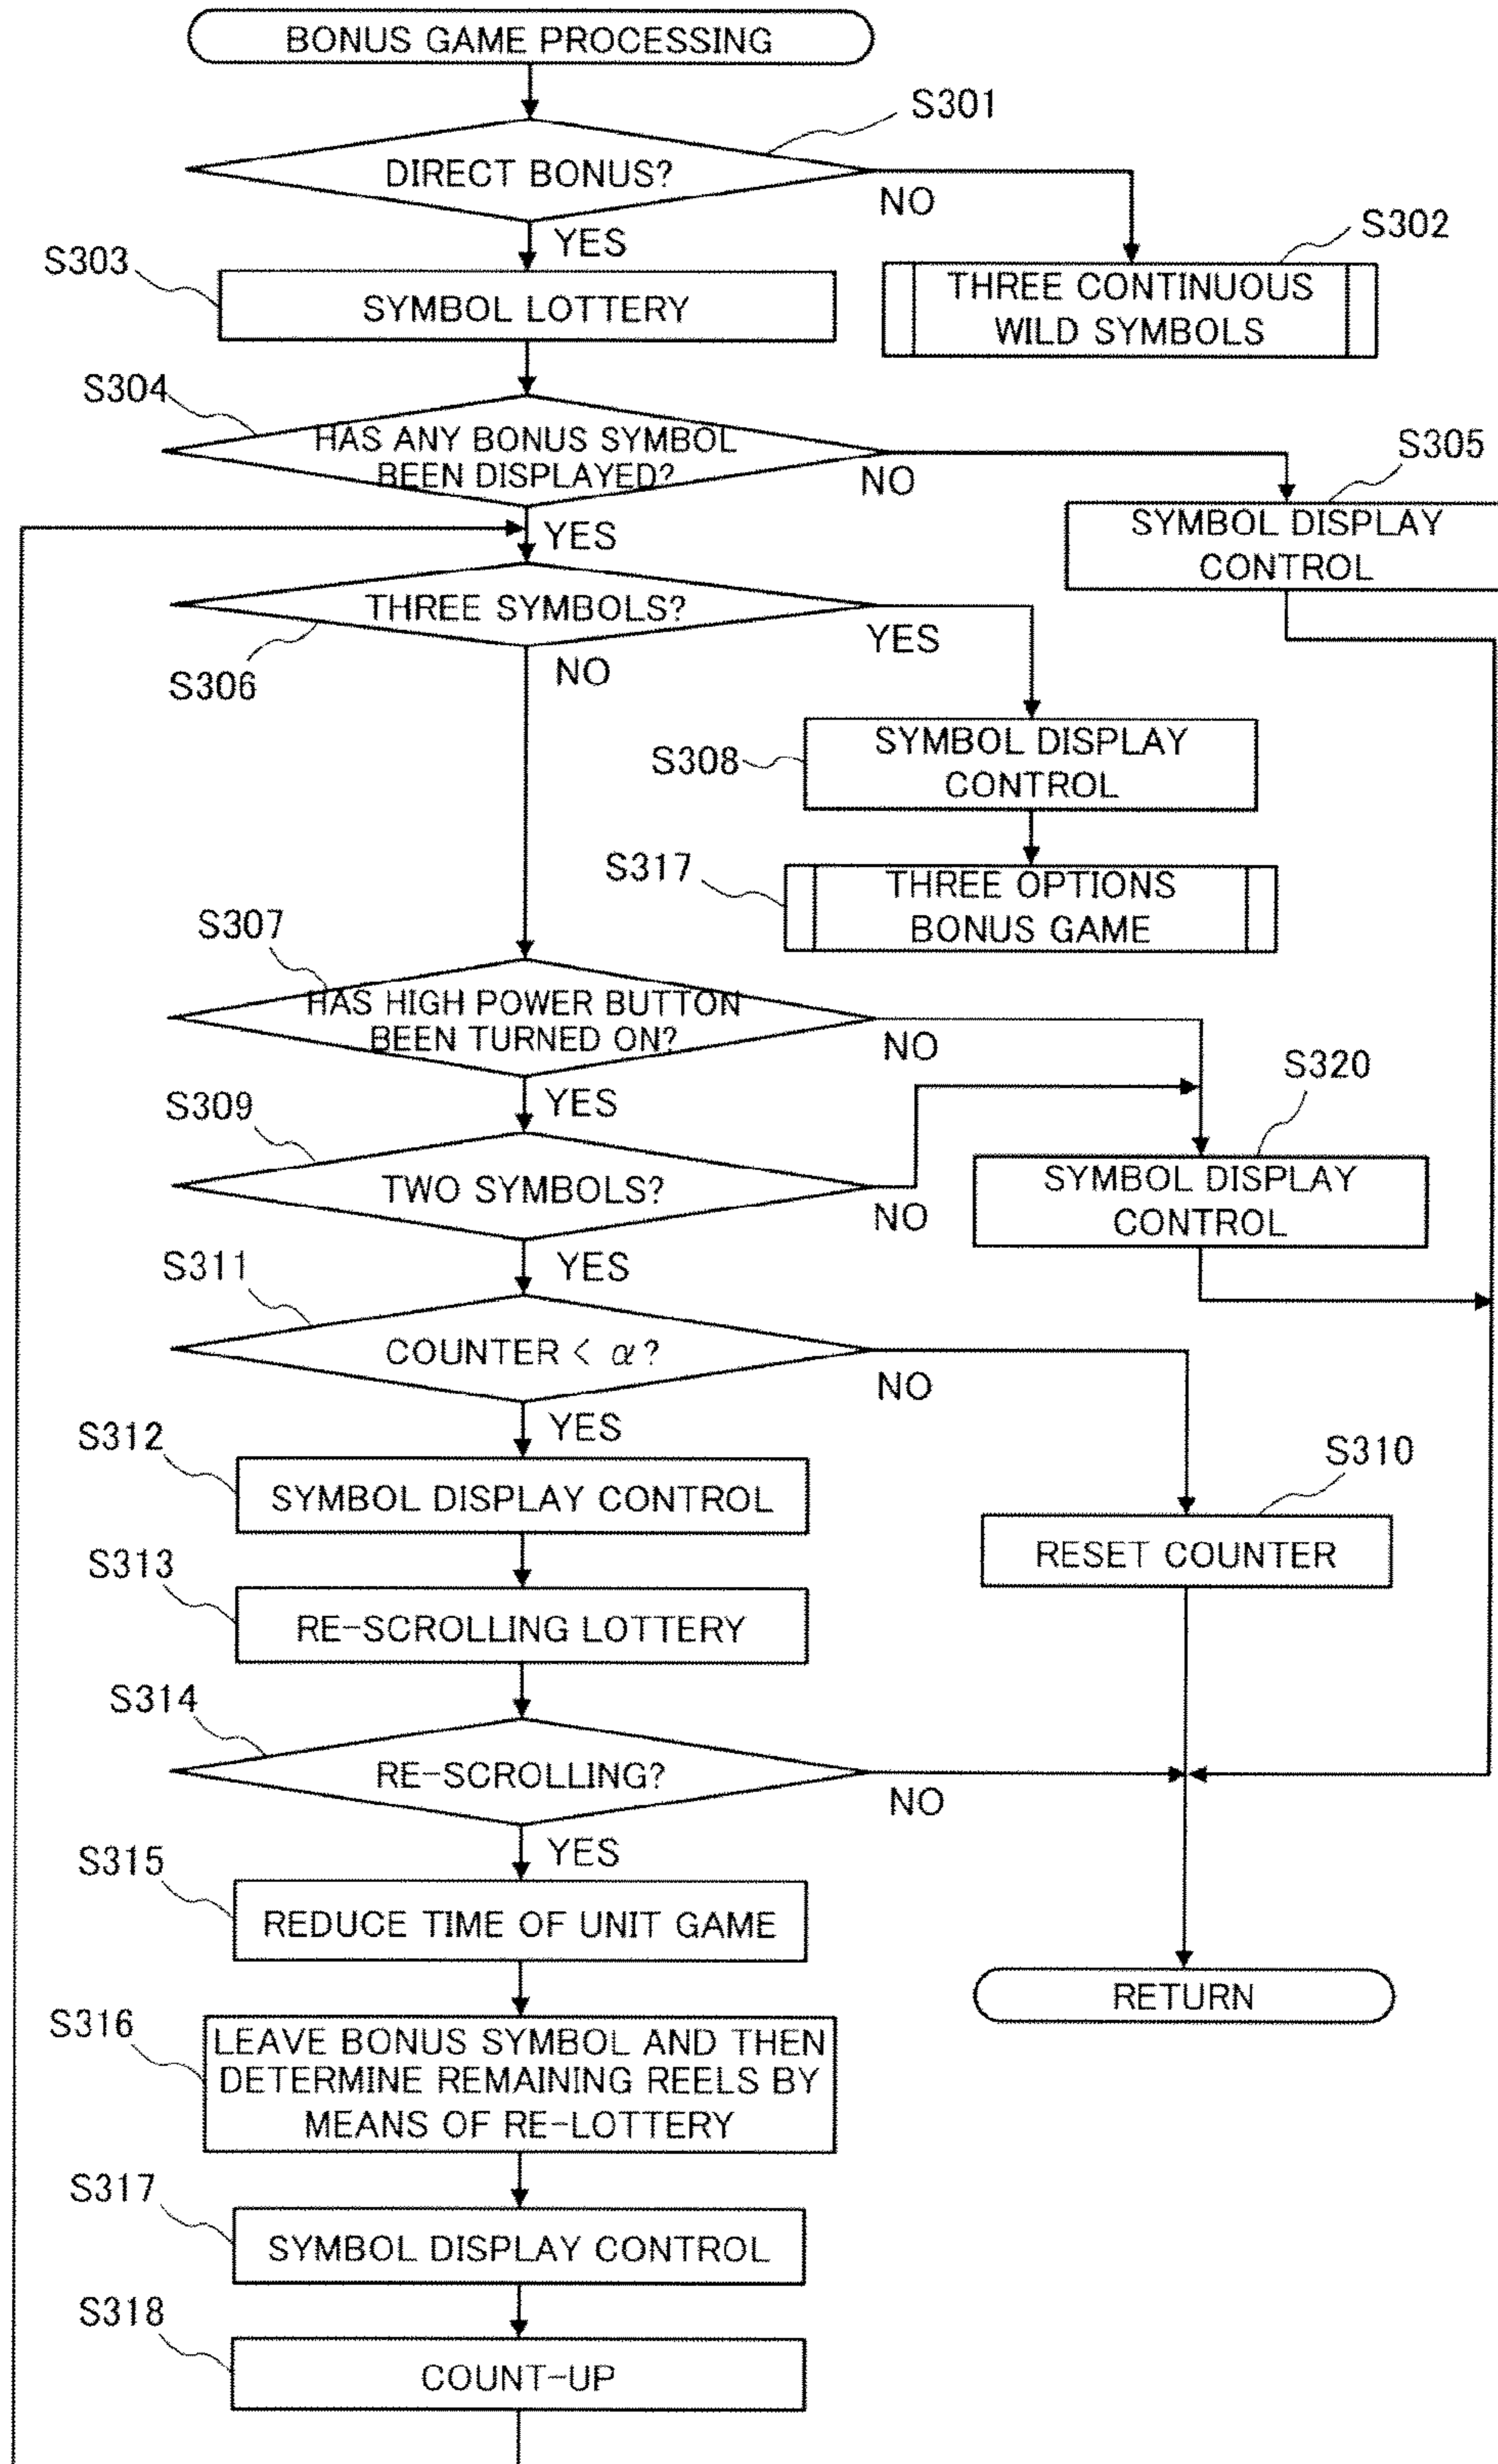 BONUS GAME PROCESSING
S301
DIRECT BONUS?
NO
YES
S302
THREE CONTINUOUS
WILD SYMBOLS
S303
SYMBOL LOTTERY
S304
HAS ANY BONUS SYMBOL
BEEN DISPLAYED?
NO
YES
S305
SYMBOL DISPLAY
CONTROL
THREE SYMBOLS?
YES
S306
NO
S308
SYMBOL DISPLAY
CONTROL
S317
THREE OPTIONS
BONUS GAME
S307
HAS HIGH POWER BUTTON
BEEN TURNED ON?
NO
YES
S320
SYMBOL DISPLAY
CONTROL
S309
TWO SYMBOLS?
NO
YES
S311
COUNTER < α?
NO
YES
S310
RESET COUNTER
S312
SYMBOL DISPLAY CONTROL
S313
RE-SCROLLING LOTTERY
S314
RE-SCROLLING?
NO
YES
S315
REDUCE TIME OF UNIT GAME
RETURN
S316
LEAVE BONUS SYMBOL AND THEN
DETERMINE REMAINING REELS BY
MEANS OF RE-LOTTERY
S317
SYMBOL DISPLAY CONTROL
S318
COUNT-UP